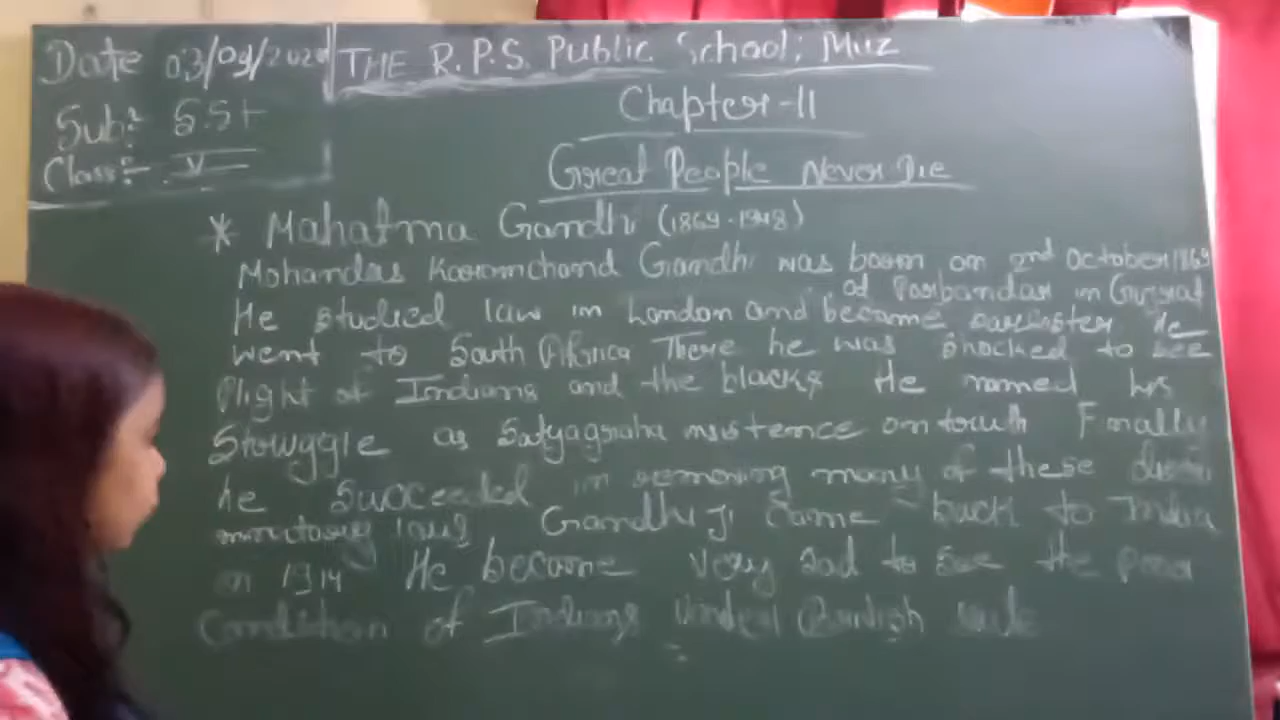 Date 03/09/202
THE R.P.S. Public School; Muz
Sub:- S.St
Class:- V
Chapter-11
Great People Never Die
* Mahatma Gandhi (1869-1948)
Mohandas Karamchand Gandhi was born on 2nd October 1869
at Porbandar in Gujrat
He studied law in London and became barrister He
went to South Africa There he was shocked to see
Plight of Indians and the blacks He named his
Struggle as Satyagraha on truth Finally
he succeeded in removing many of these
laws Gandhi Ji came back to India
in 1914 He became very sad to see the poor
Condition of Indians under British rule